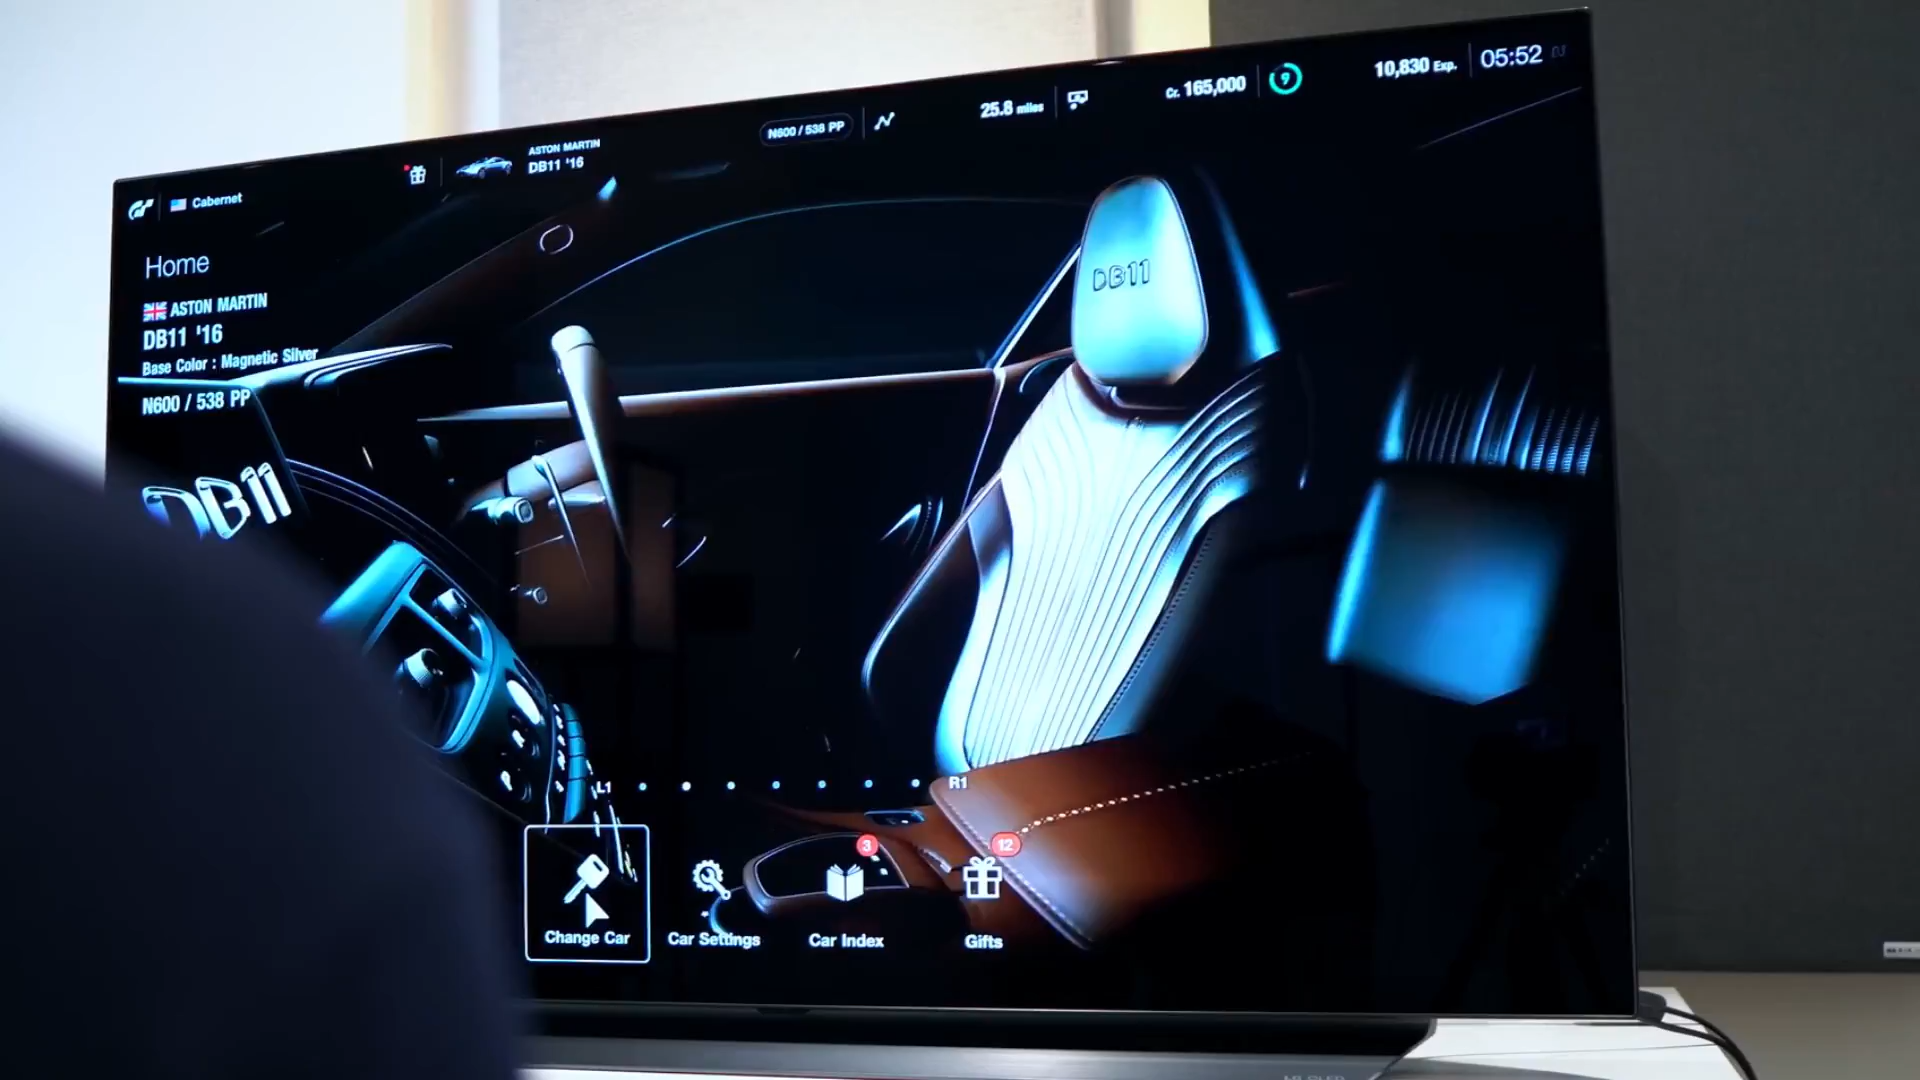 05:52
10,830 Exp.
Cr. 165,000
9
25.8 miles
N600 / 538 PP
ASTON MARTIN
DB11 '16
GT
Cabernet
Home
ASTON MARTIN
DB11 '16
Base Color : Magnetic Silver
N600 / 538 PP
DB11
DB11
R
P
L1
R1
3
12
Change Car
Car Settings
Car Index
Gifts